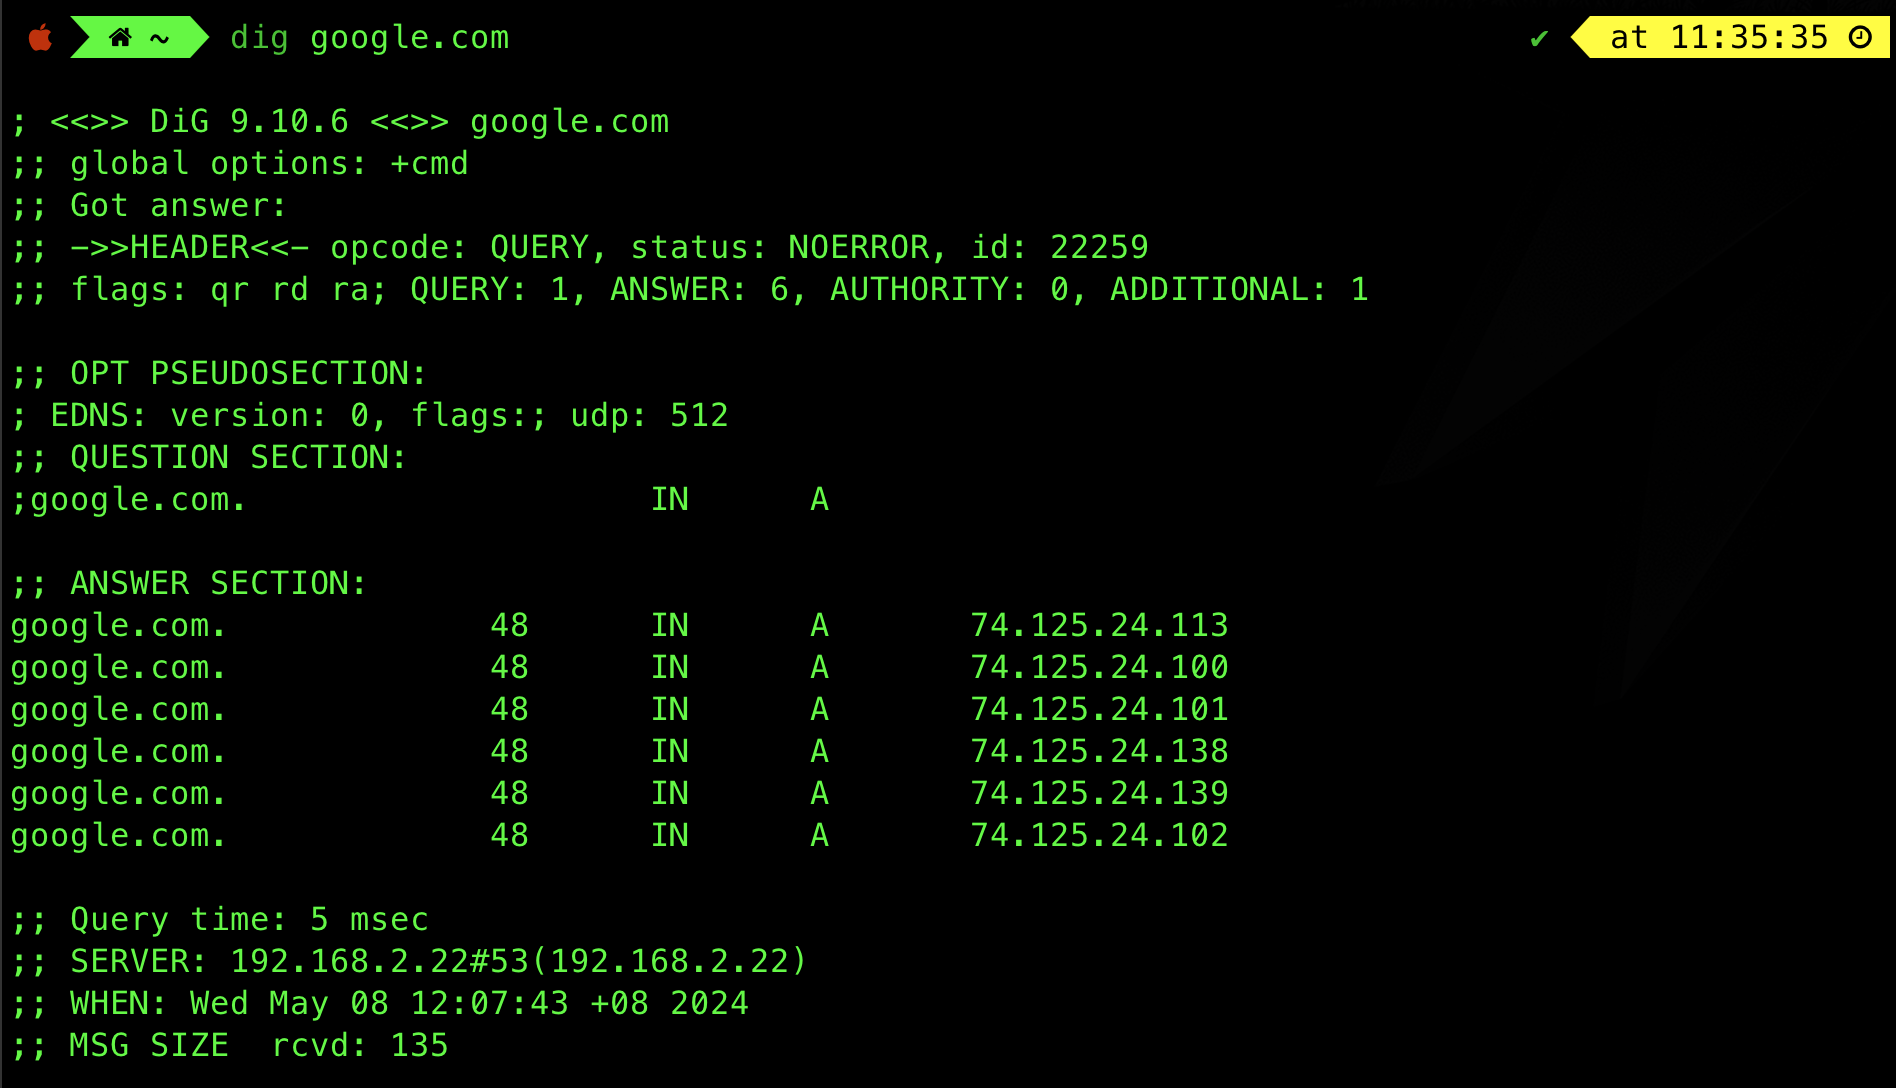 ~ dig google.com ✔ at 11:35:35

; <<>> DiG 9.10.6 <<>> google.com
;; global options: +cmd
;; Got answer:
;; ->>HEADER<<- opcode: QUERY, status: NOERROR, id: 22259
;; flags: qr rd ra; QUERY: 1, ANSWER: 6, AUTHORITY: 0, ADDITIONAL: 1

;; OPT PSEUDOSECTION:
; EDNS: version: 0, flags:; udp: 512
;; QUESTION SECTION:
;google.com. IN A

;; ANSWER SECTION:
google.com. 48 IN A 74.125.24.113
google.com. 48 IN A 74.125.24.100
google.com. 48 IN A 74.125.24.101
google.com. 48 IN A 74.125.24.138
google.com. 48 IN A 74.125.24.139
google.com. 48 IN A 74.125.24.102

;; Query time: 5 msec
;; SERVER: 192.168.2.22#53(192.168.2.22)
;; WHEN: Wed May 08 12:07:43 +08 2024
;; MSG SIZE  rcvd: 135